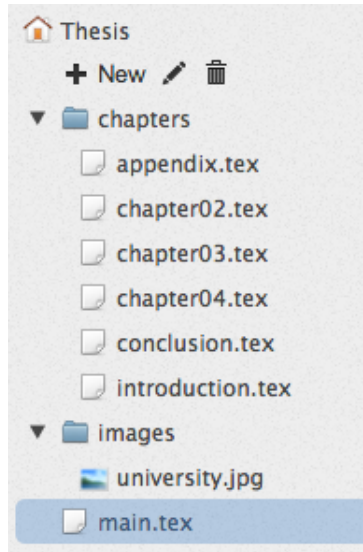 Thesis
New
chapters
appendix.tex
chapter02.tex
chapter03.tex
chapter04.tex
conclusion.tex
introduction.tex
images
university.jpg
main.tex